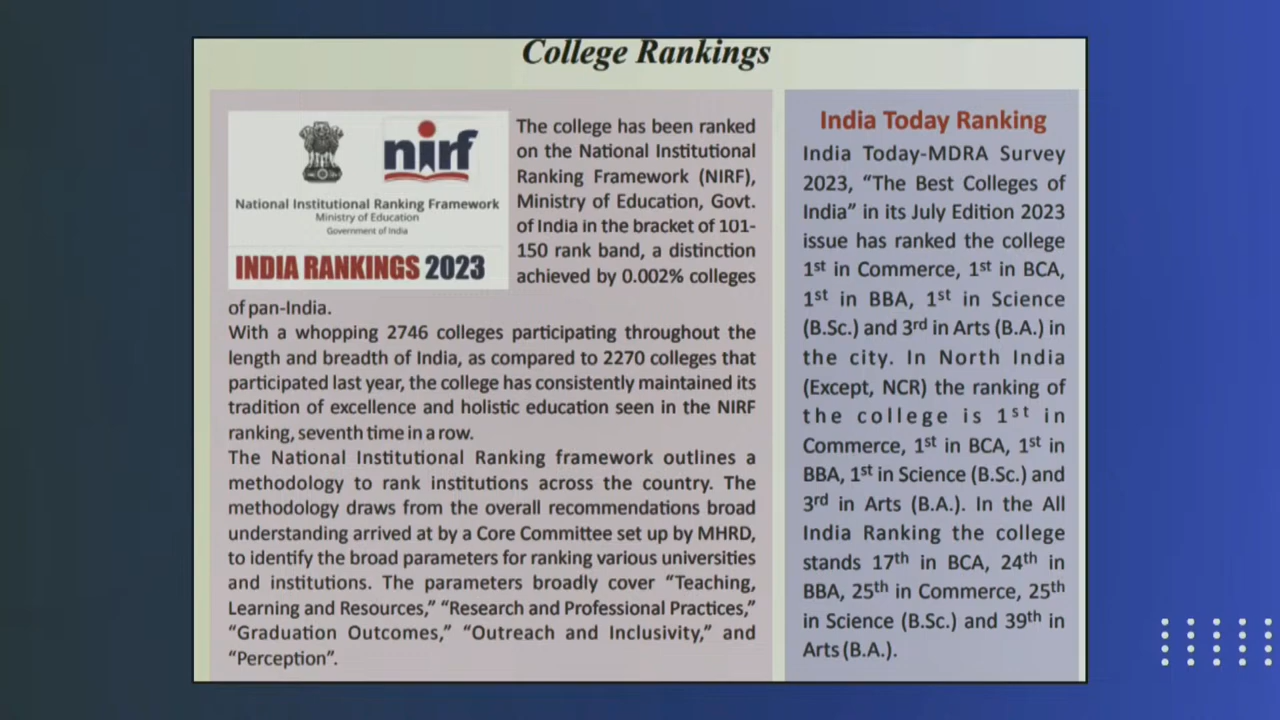 College Rankings
nirf
National Institutional Ranking Framework
Ministry of Education
Government of India
INDIA RANKINGS 2023
The college has been ranked
on the National Institutional
Ranking Framework (NIRF),
Ministry of Education, Govt.
of India in the bracket of 101-
150 rank band, a distinction
achieved by 0.002% colleges
of pan-India.
With a whopping 2746 colleges participating throughout the
length and breadth of India, as compared to 2270 colleges that
participated last year, the college has consistently maintained its
tradition of excellence and holistic education seen in the NIRF
ranking, seventh time in a row.
The National Institutional Ranking framework outlines a
methodology to rank institutions across the country. The
methodology draws from the overall recommendations broad
understanding arrived at by a Core Committee set up by MHRD,
to identify the broad parameters for ranking various universities
and institutions. The parameters broadly cover “Teaching,
Learning and Resources,” “Research and Professional Practices,”
“Graduation Outcomes,” “Outreach and Inclusivity,” and
“Perception”.
India Today Ranking
India Today-MDRA Survey
2023, “The Best Colleges of
India” in its July Edition 2023
issue has ranked the college
1st in Commerce, 1st in BCA,
1st in BBA, 1st in Science
(B.Sc.) and 3rd in Arts (B.A.) in
the city. In North India
(Except, NCR) the ranking of
the college is 1st in
Commerce, 1st in BCA, 1st in
BBA, 1st in Science (B.Sc.) and
3rd in Arts (B.A.). In the All
India Ranking the college
stands 17th in BCA, 24th in
BBA, 25th in Commerce, 25th
in Science (B.Sc.) and 39th in
Arts (B.A.).